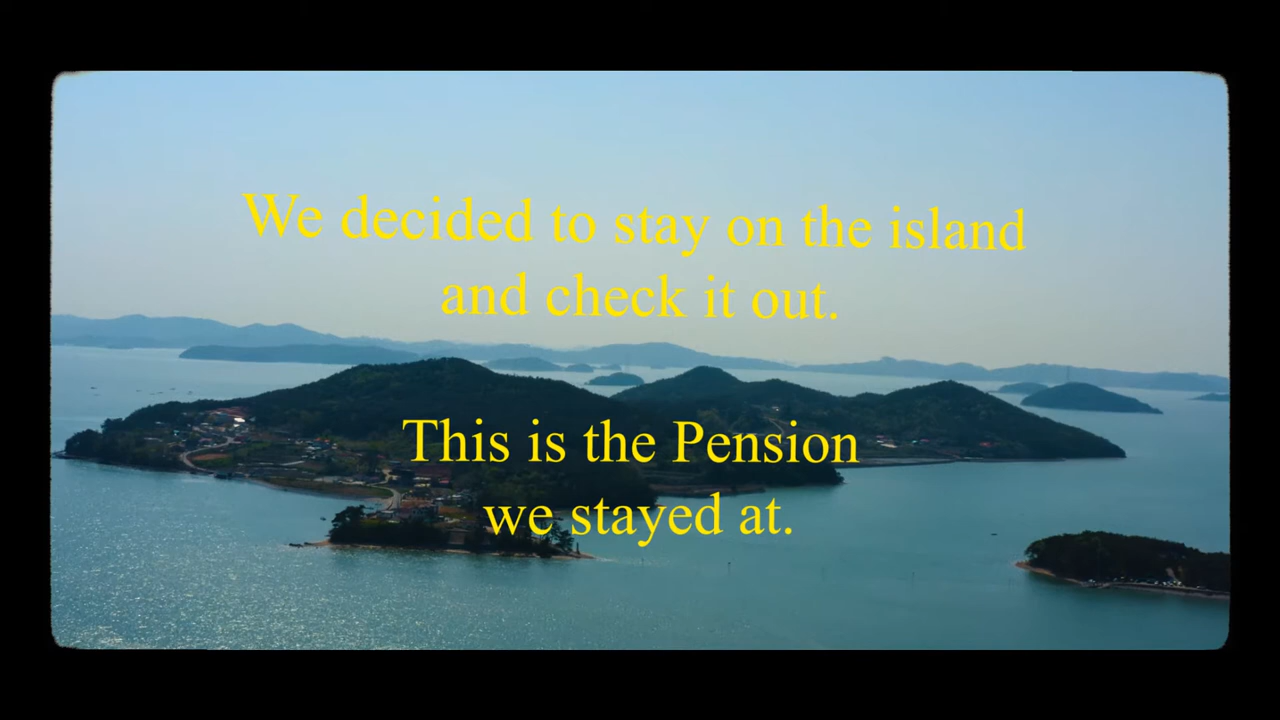 We decided to stay on the island
and check it out.
This is the Pension
we stayed at.